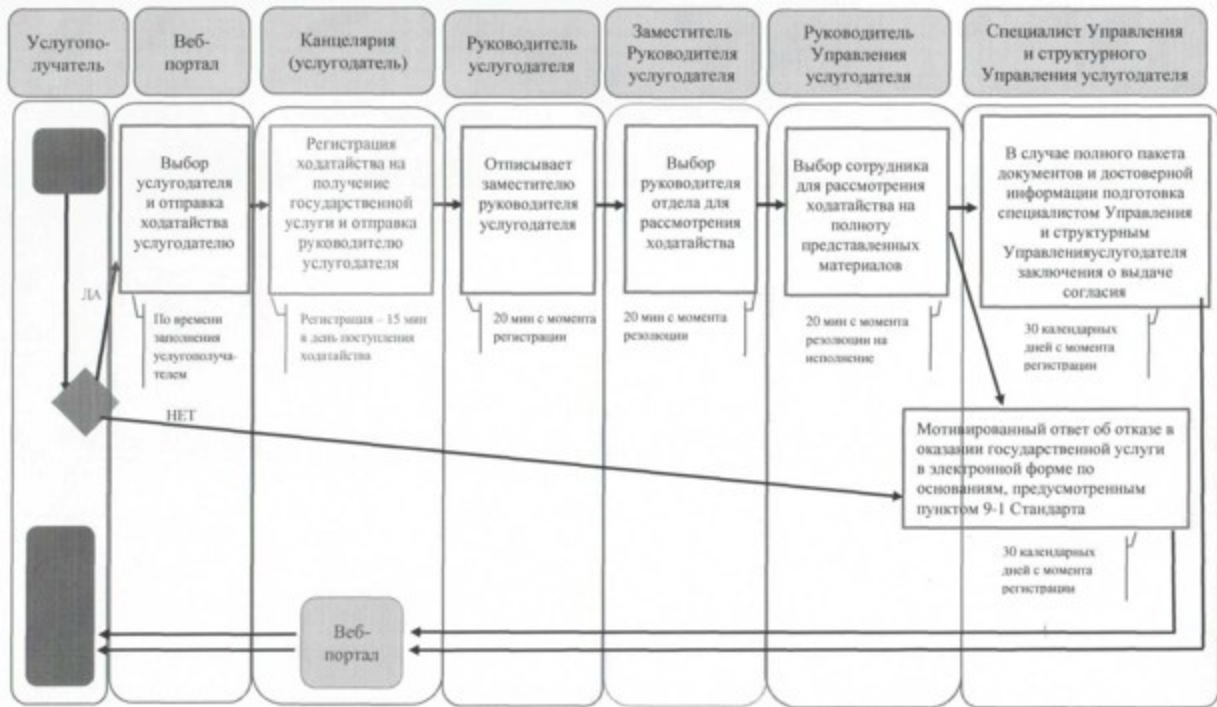 Услугопо-
лучатель
Веб-
портал
Канцелярия
(услугодатель)
Руководитель
услугодателя
Заместитель
Руководителя
услугодателя
Руководитель
Управления
услугодателя
Специалист Управления
и структурного
Управления услугодателя
Выбор
услугодателя
и отправка
ходатайства
услугодателю
Регистрация
ходатайства на
получение
государственной
услуги и отправка
руководителю
услугодателя
Отписывает
заместителю
руководителя
услугодателя
Выбор
руководителя
отдела для
рассмотрения
ходатайства
Выбор сотрудника
для рассмотрения
ходатайства на
полноту
представленных
материалов
В случае полного пакета
документов и достоверной
информации подготовка
специалистом Управления
и структурным
Управленияуслугодателя
заключения о выдаче
согласия
ДА
По времени
заполнения
услугополуча-
телем
Регистрация – 15 мин
в день поступления
ходатайства
20 мин с момента
регистрации
20 мин с момента
резолюции
20 мин с момента
резолюции на
исполнение
30 календарных
дней с момента
регистрации
НЕТ
Мотивированный ответ об отказе в
оказании государственной услуги
в электронной форме по
основаниям, предусмотренным
пунктом 9-1 Стандарта
30 календарных
дней с момента
регистрации
Веб-
портал